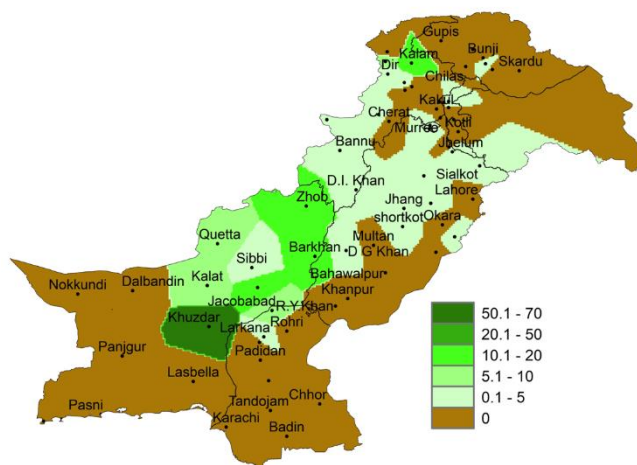 Gupis
Bunji
Kalam
Skardu
Dir
Chilas
Kakul
Cherat
Kotli
Murree
Jhelum
Bannu
Sialkot
D.I. Khan
Lahore
Zhob
Jhang
shortkot
Okara
Quetta
Multan
Barkhan
D G Khan
Sibbi
Bahawalpur
Kalat
Nokkundi
Dalbandin
Khanpur
Jacobabad
R.Y.Khan
50.1 - 70
Khuzdar
Larkana
Rohri
20.1 - 50
10.1 - 20
Panjgur
Padidan
5.1 - 10
Lasbella
0.1 - 5
Chhor
Pasni
Tandojam
0
Karachi
Badin